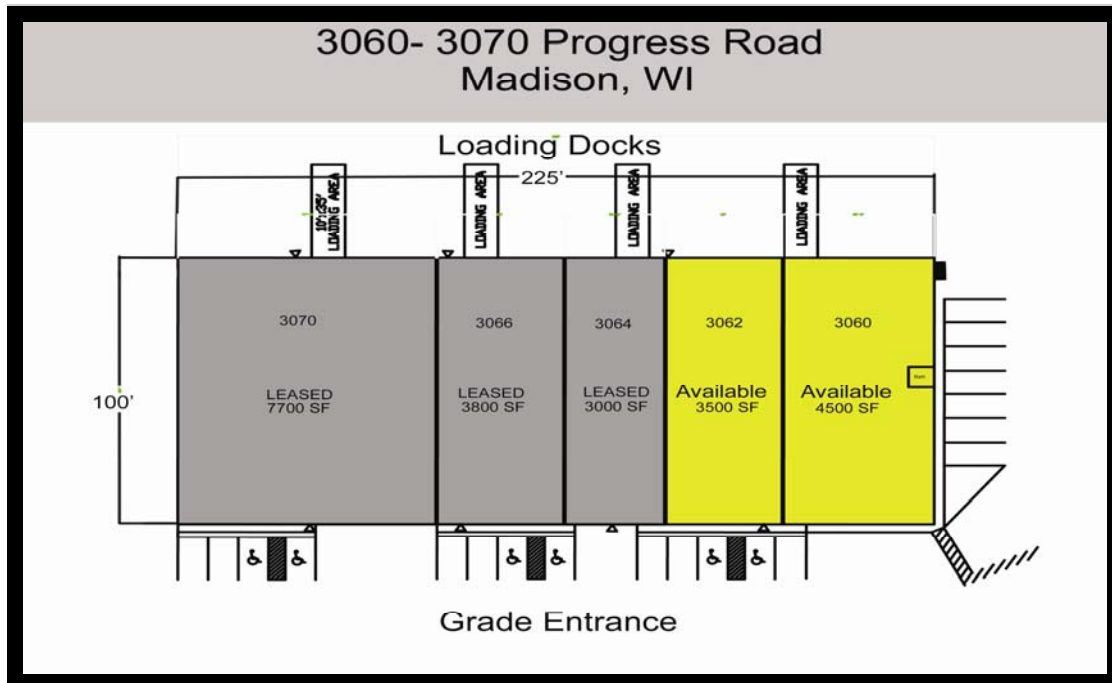 3060- 3070 Progress Road
Madison, WI
Loading Docks
225'
10'x35'
LOADING AREA
LOADING AREA
LOADING AREA
LOADING AREA
100'
3070
LEASED
7700 SF
3066
LEASED
3800 SF
3064
LEASED
3000 SF
3062
Available
3500 SF
3060
Available
4500 SF
Grade Entrance